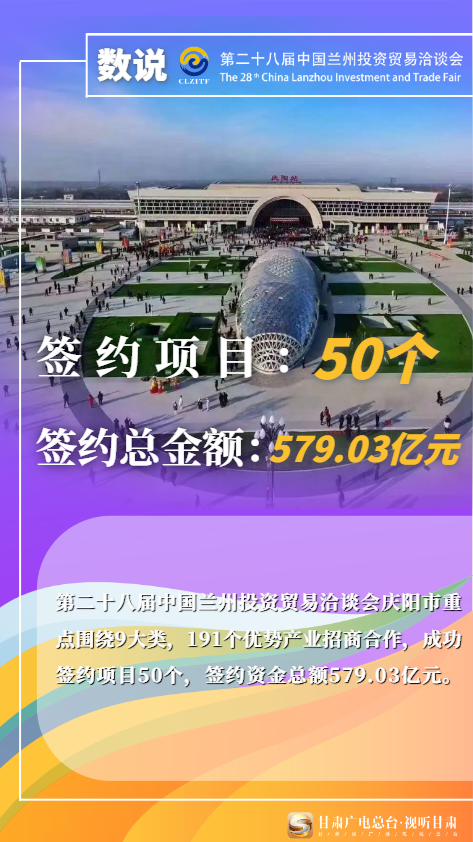 数说
CLZITF
第二十八届中国兰州投资贸易洽谈会
The 28th China Lanzhou Investment and Trade Fair
庆阳站
签约项目：50个
签约总金额：579.03亿元
第二十八届中国兰州投资贸易洽谈会庆阳市重
点围绕9大类，191个优势产业招商合作，成功
签约项目50个，签约资金总额579.03亿元。
甘肃广电总台·视听甘肃